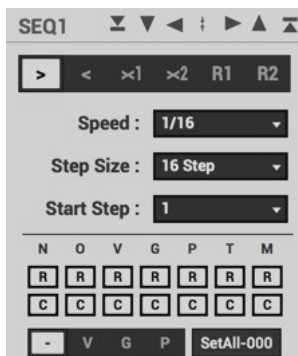 SEQ1
> < ><1 ><2 R1 R2
Speed : 1/16
Step Size : 16 Step
Start Step : 1
N O V G P T M
R R R R R R R
C C C C C C C
- V G P SetAll-000